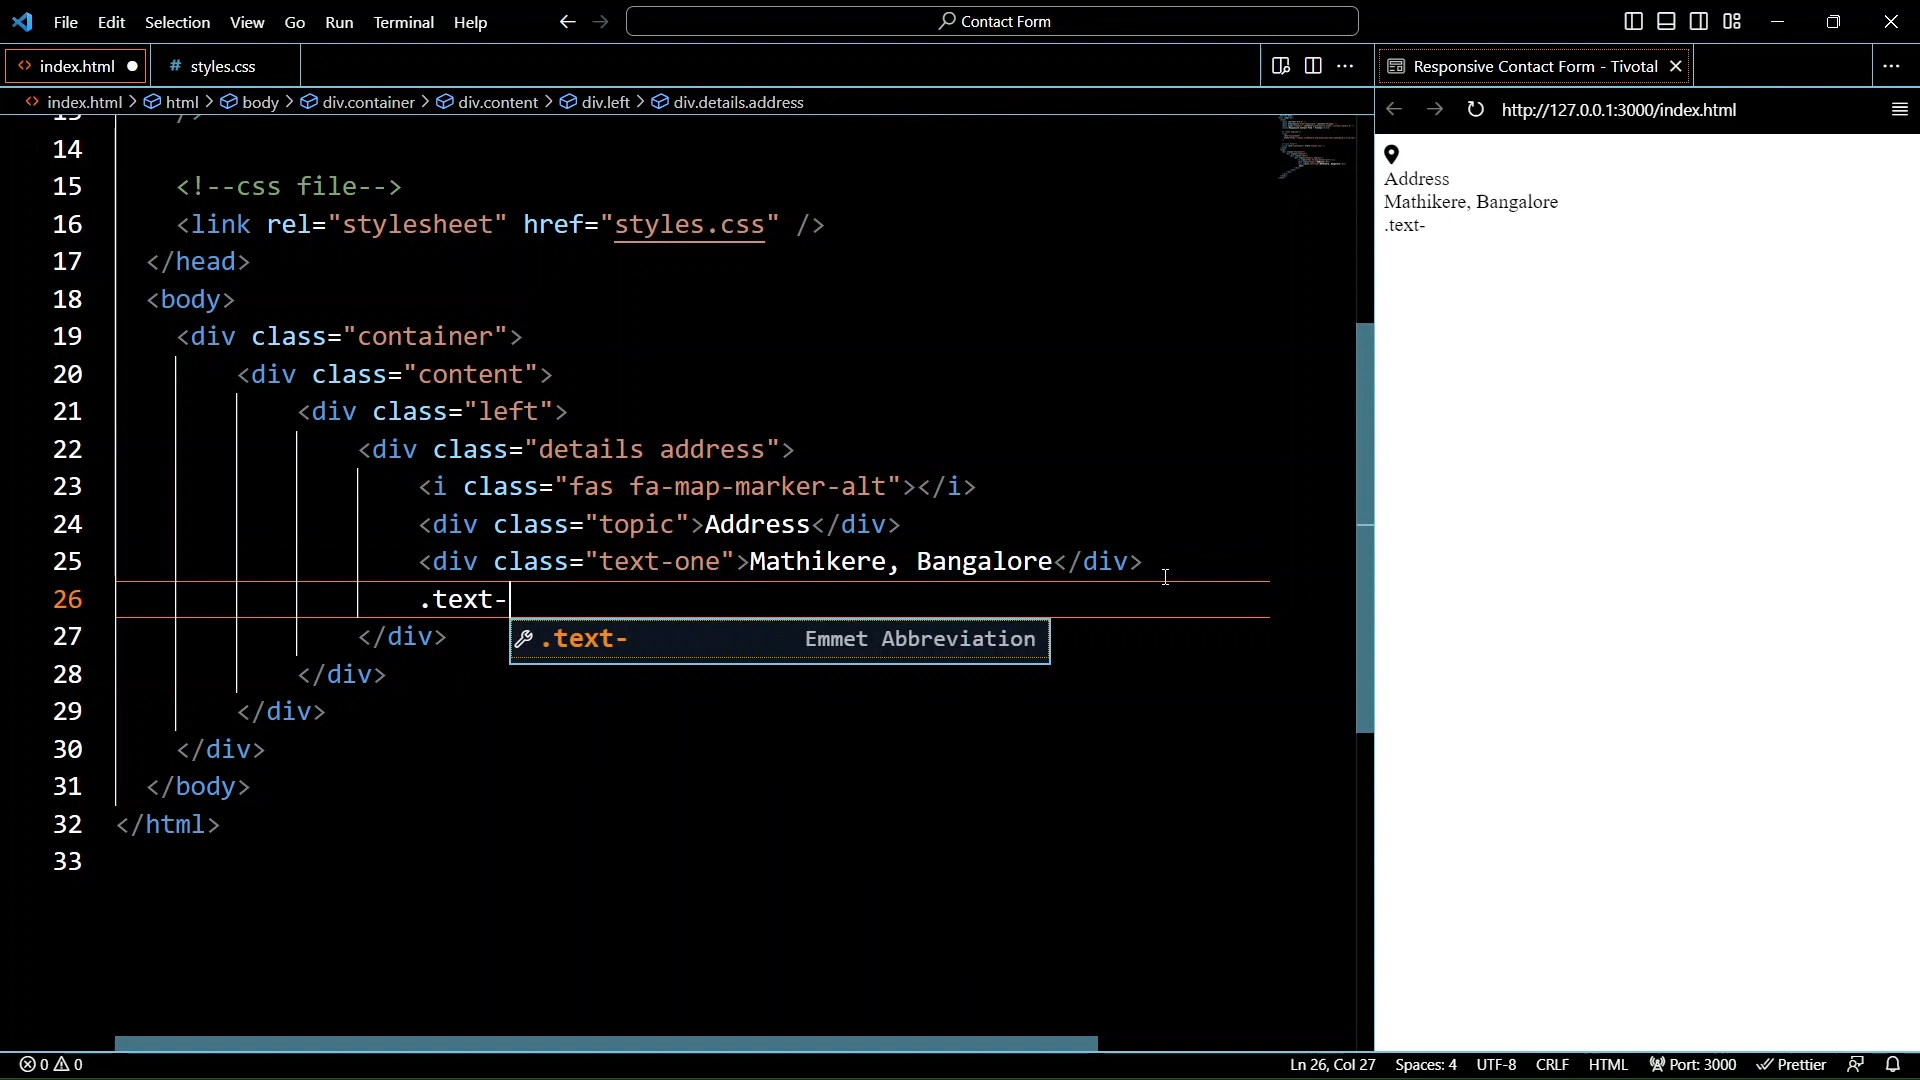 File Edit Selection View Go Run Terminal Help
Contact Form
index.html
# styles.css
Responsive Contact Form - Tivotal
index.html > html > body > div.container > div.content > div.left > div.details.address
http://127.0.0.1:3000/index.html
14
15 <!--css file-->
16 <link rel="stylesheet" href="styles.css" />
17 </head>
18 <body>
19 <div class="container">
20 <div class="content">
21 <div class="left">
22 <div class="details address">
23 <i class="fas fa-map-marker-alt"></i>
24 <div class="topic">Address</div>
25 <div class="text-one">Mathikere, Bangalore</div>
26 .text-
27 </div>
.text- Emmet Abbreviation
28 </div>
29 </div>
30 </div>
31 </body>
32 </html>
33
Address
Mathikere, Bangalore
.text-
0 0
Ln 26, Col 27 Spaces: 4 UTF-8 CRLF HTML Port: 3000 Prettier